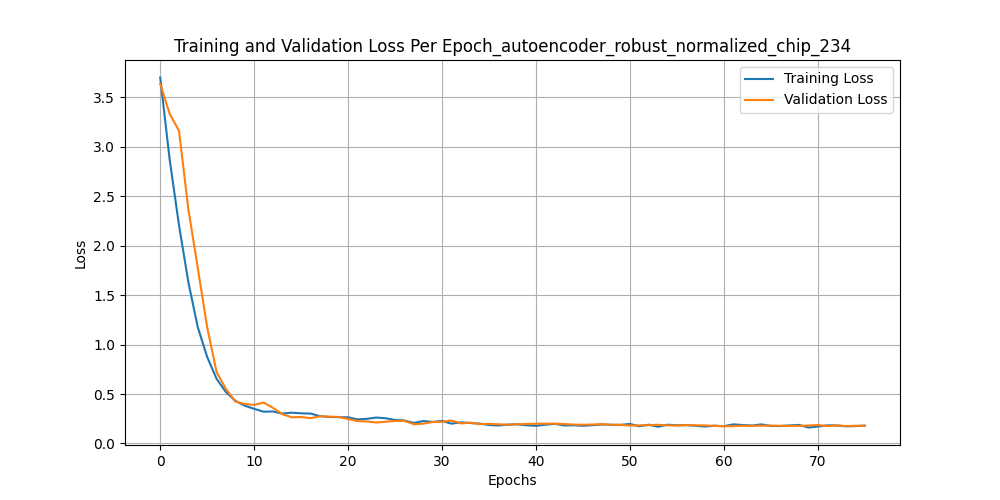 Training and Validation Loss Per Epoch_autoencoder_robust_normalized_chip_234
Training Loss
Validation Loss
3.5
3.0
2.5
2.0
1.5
1.0
0.5
0.0
Loss
0 10 20 30 40 50 60 70
Epochs